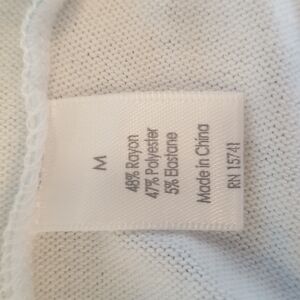 M
48% Rayon
47% Polyester
5% Elastane
Made in China
RN 15741